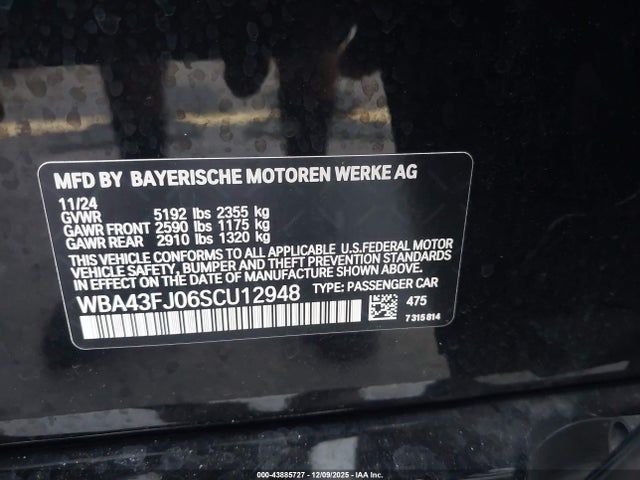 MFD BY BAYERISCHE MOTOREN WERKE AG
11/24
GVWR 5192 lbs 2355 kg
GAWR FRONT 2590 lbs 1175 kg
GAWR REAR 2910 lbs 1320 kg
THIS VEHICLE CONFORMS TO ALL APPLICABLE U.S.FEDERAL MOTOR
VEHICLE SAFETY, BUMPER AND THEFT PREVENTION STANDARDS
IN EFFECT ON THE DATE OF MANUFACTURE SHOWN ABOVE.
WBA43FJ06SCU12948 TYPE: PASSENGER CAR
475
7315814
000-43885727 - 12/09/2025 - IAA Inc.